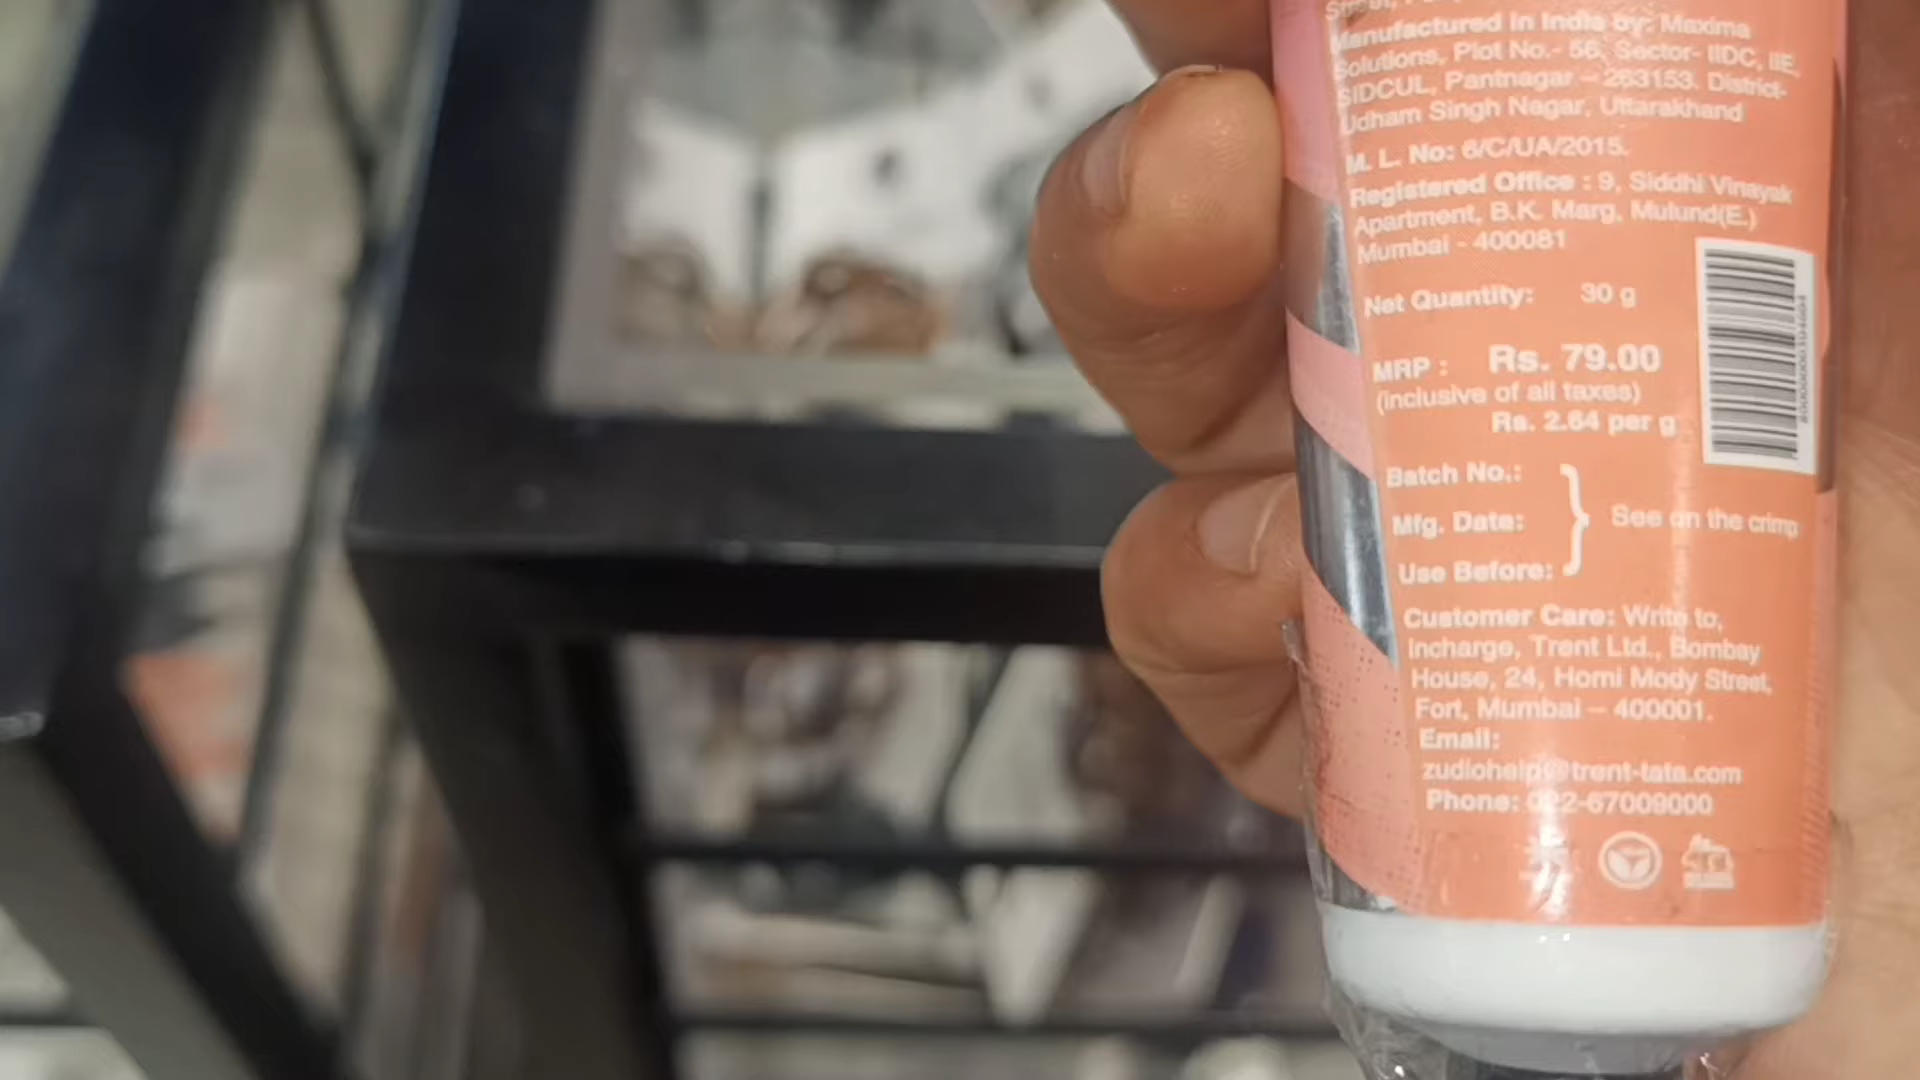 Street,
Manufactured in India by: Maxima
Solutions, Plot No.- 56, Sector- IIDC, IIE,
SIDCUL, Pantnagar – 263153. District-
Udham Singh Nagar, Uttarakhand
M. L. No: 6/C/UA/2015.
Registered Office : 9, Siddhi Vinayak
Apartment, B.K. Marg, Mulund(E.)
Mumbai - 400081
Net Quantity: 30 g
MRP : Rs. 79.00
(inclusive of all taxes)
Rs. 2.64 per g
Batch No.:
Mfg. Date: See on the crimp
Use Before:
Customer Care: Write to,
Incharge, Trent Ltd., Bombay
House, 24, Homi Mody Street,
Fort, Mumbai – 400001.
Email:
zudiohelp@trent-tata.com
Phone: 022-67009000